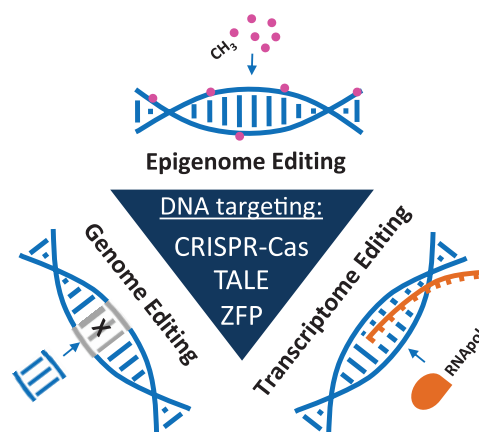 CH3
Epigenome Editing
DNA targeting:
CRISPR-Cas
TALE
ZFP
Genome Editing
X
Transcriptome Editing
RNApol